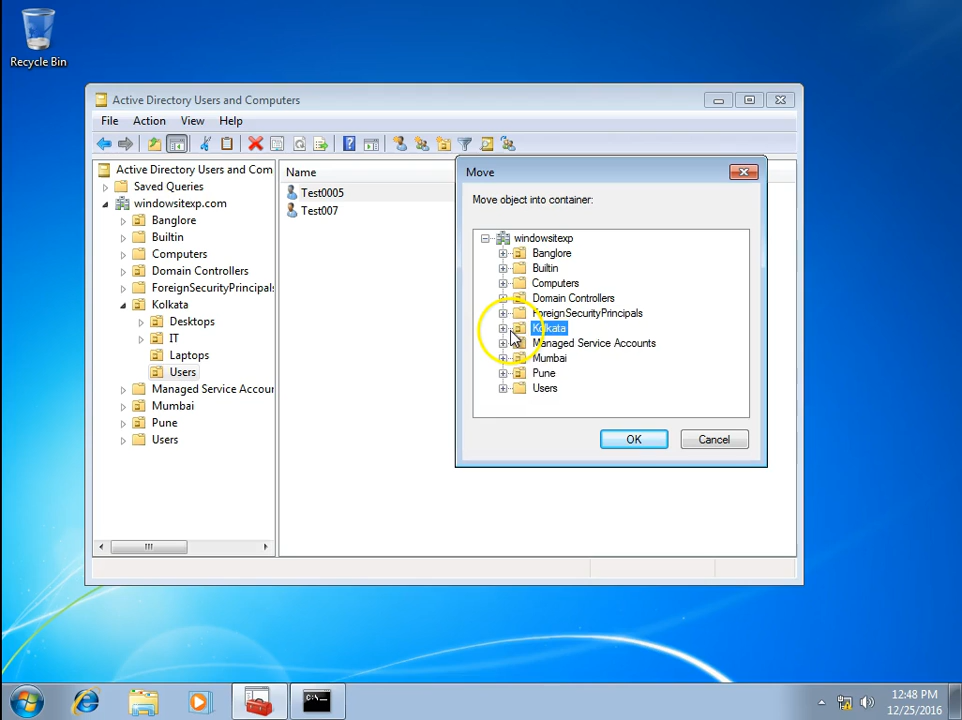 Recycle Bin
Active Directory Users and Computers
File Action View Help
Active Directory Users and Com
Saved Queries
windowsitexp.com
Banglore
Builtin
Computers
Domain Controllers
ForeignSecurityPrincipals
Kolkata
Desktops
IT
Laptops
Users
Managed Service Accour
Mumbai
Pune
Users
Name
Test0005
Test007
Move
Move object into container:
windowsitexp
Banglore
Builtin
Computers
Domain Controllers
ForeignSecurityPrincipals
Kolkata
Managed Service Accounts
Mumbai
Pune
Users
OK Cancel
12:48 PM
12/25/2016